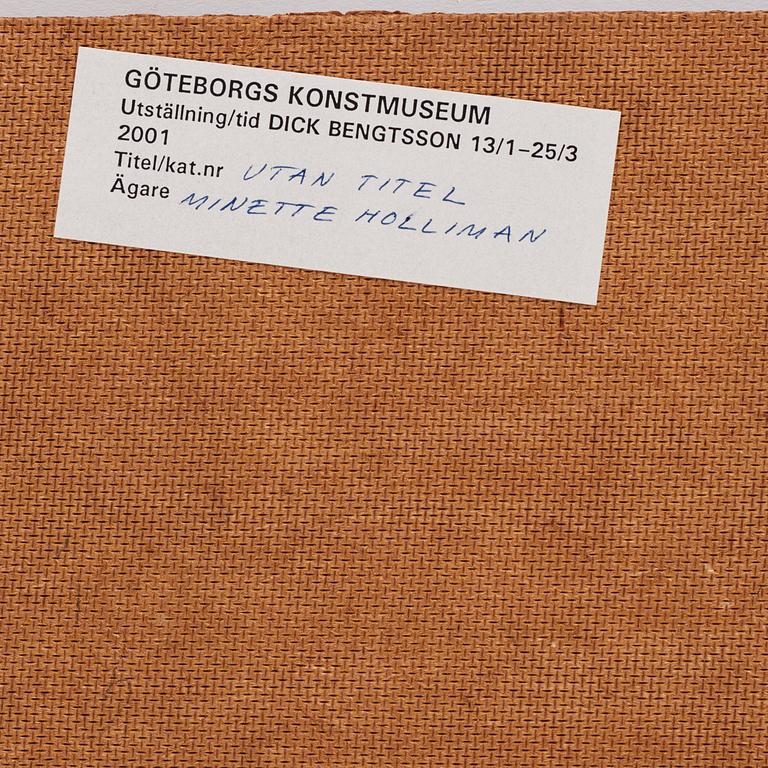 GÖTEBORGS KONSTMUSEUM
Utställning/tid DICK BENGTSSON 13/1–25/3
2001
Titel/kat.nr UTAN TITEL
Ägare MINETTE HOLLIMAN